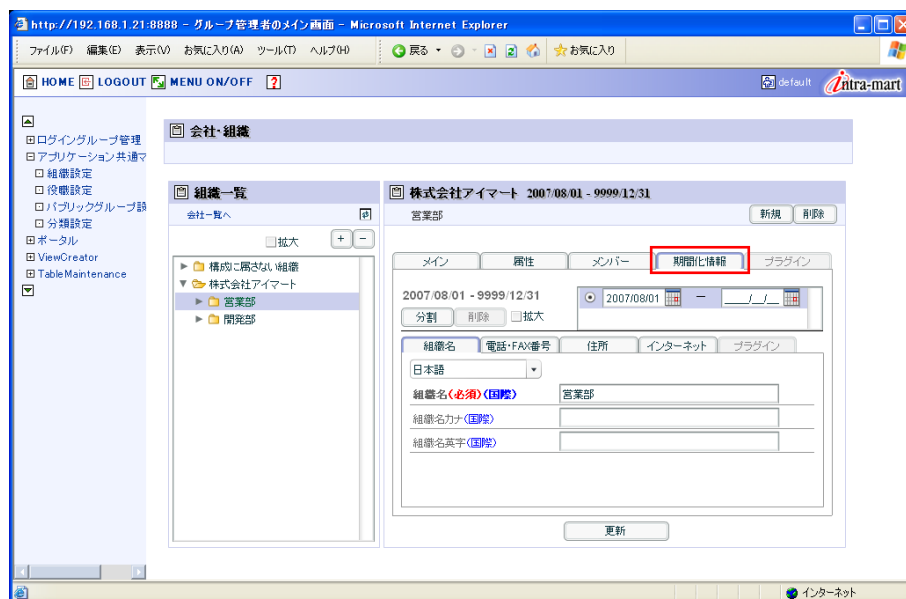 http://192.168.1.21:8888 - グループ管理者のメイン画面 - Microsoft Internet Explorer
ファイル(F) 編集(E) 表示(V) お気に入り(A) ツール(T) ヘルプ(H) 戻る お気に入り
HOME LOGOUT MENU ON/OFF ? default intra-mart
ログイングループ管理
アプリケーション共通マ
組織設定
役職設定
パブリックグループ設
分類設定
ポータル
ViewCreator
TableMaintenance
会社・組織
組織一覧
会社一覧へ
拡大 + -
構成に属さない組織
株式会社アイマート
営業部
開発部
株式会社アイマート 2007/08/01 - 9999/12/31
営業部 新規 削除
メイン 属性 メンバー 期間化情報 プラグイン
2007/08/01 - 9999/12/31 2007/08/01 - __/_/_
分割 削除 拡大
組織名 電話・FAX番号 住所 インターネット プラグイン
日本語
組織名(必須)(国際) 営業部
組織名カナ(国際)
組織名英字(国際)
更新
インターネット